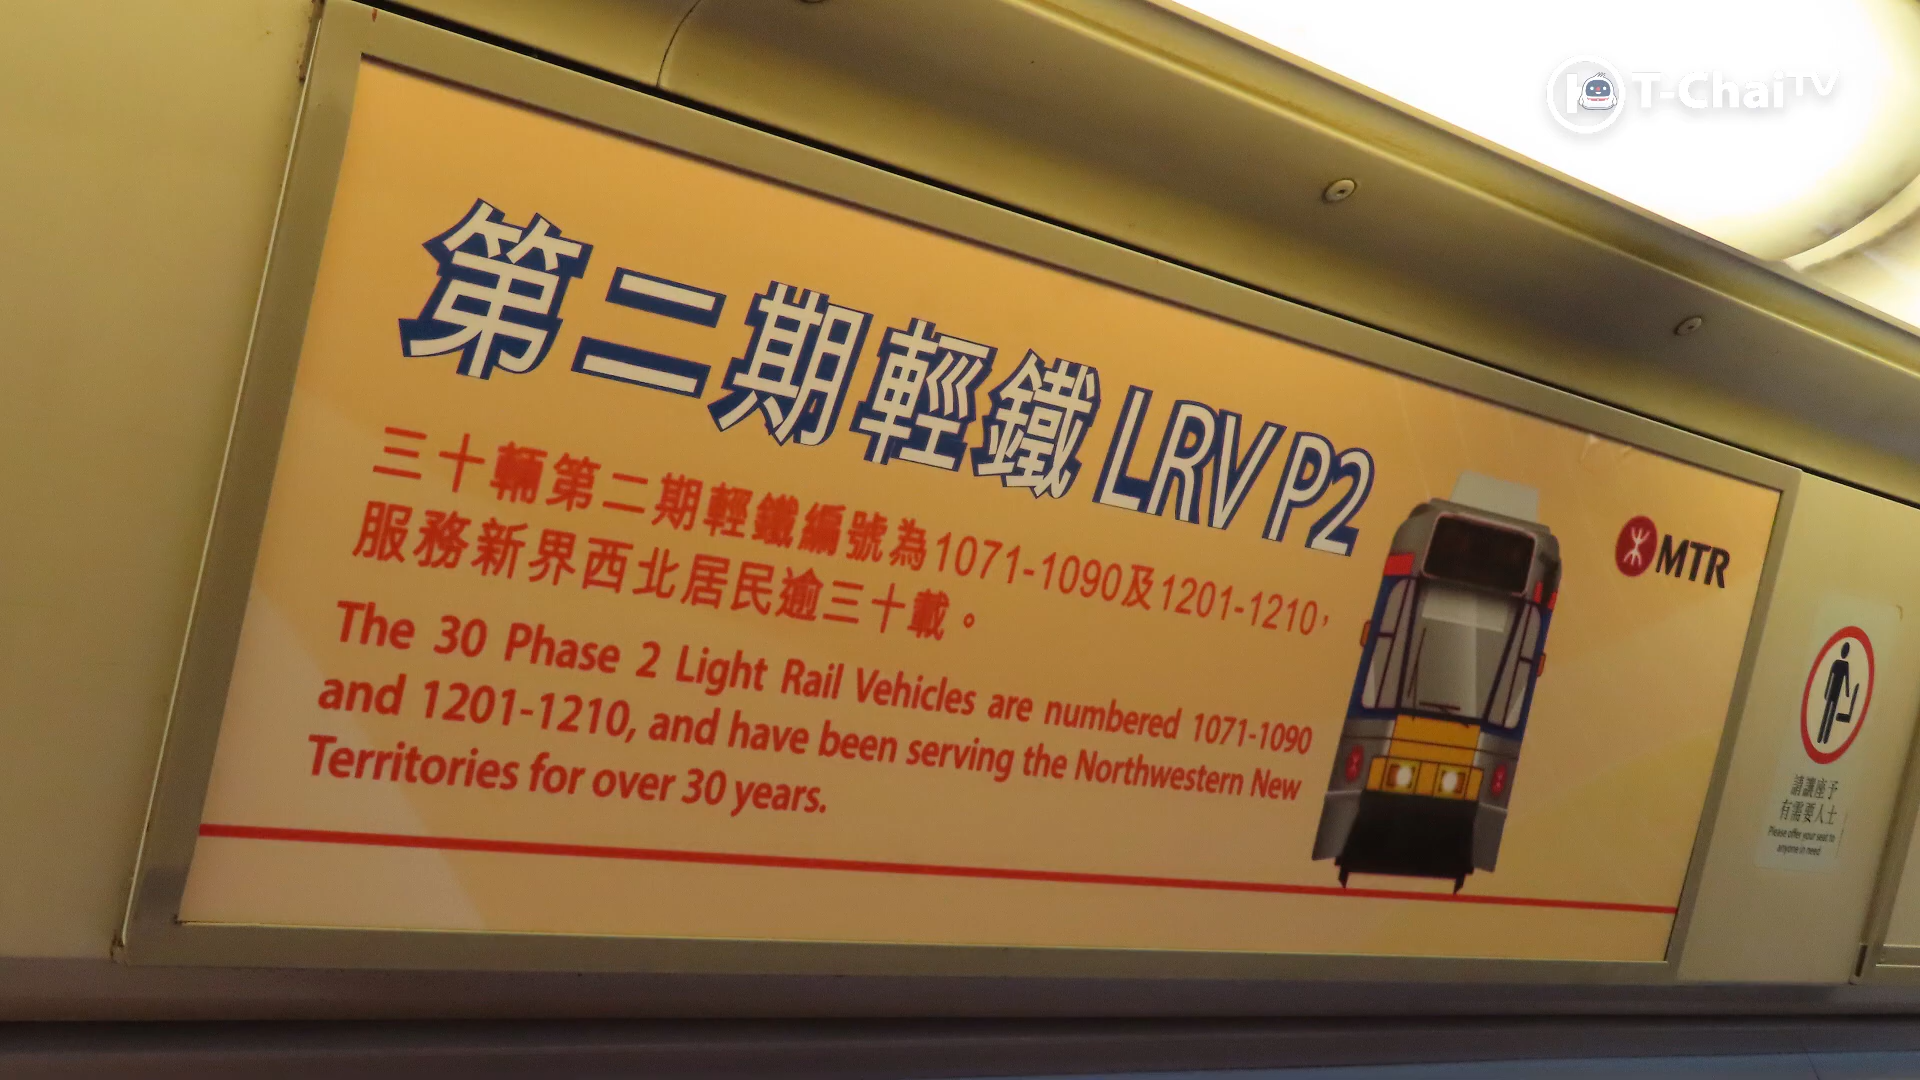 T-Chai TV
第二期輕鐵 LRV P2
三十輛第二期輕鐵編號為1071-1090及1201-1210，
服務新界西北居民逾三十載。
The 30 Phase 2 Light Rail Vehicles are numbered 1071-1090
and 1201-1210, and have been serving the Northwestern New
Territories for over 30 years.
MTR
請讓座予
有需要人士
Please offer your seat to
anyone in need